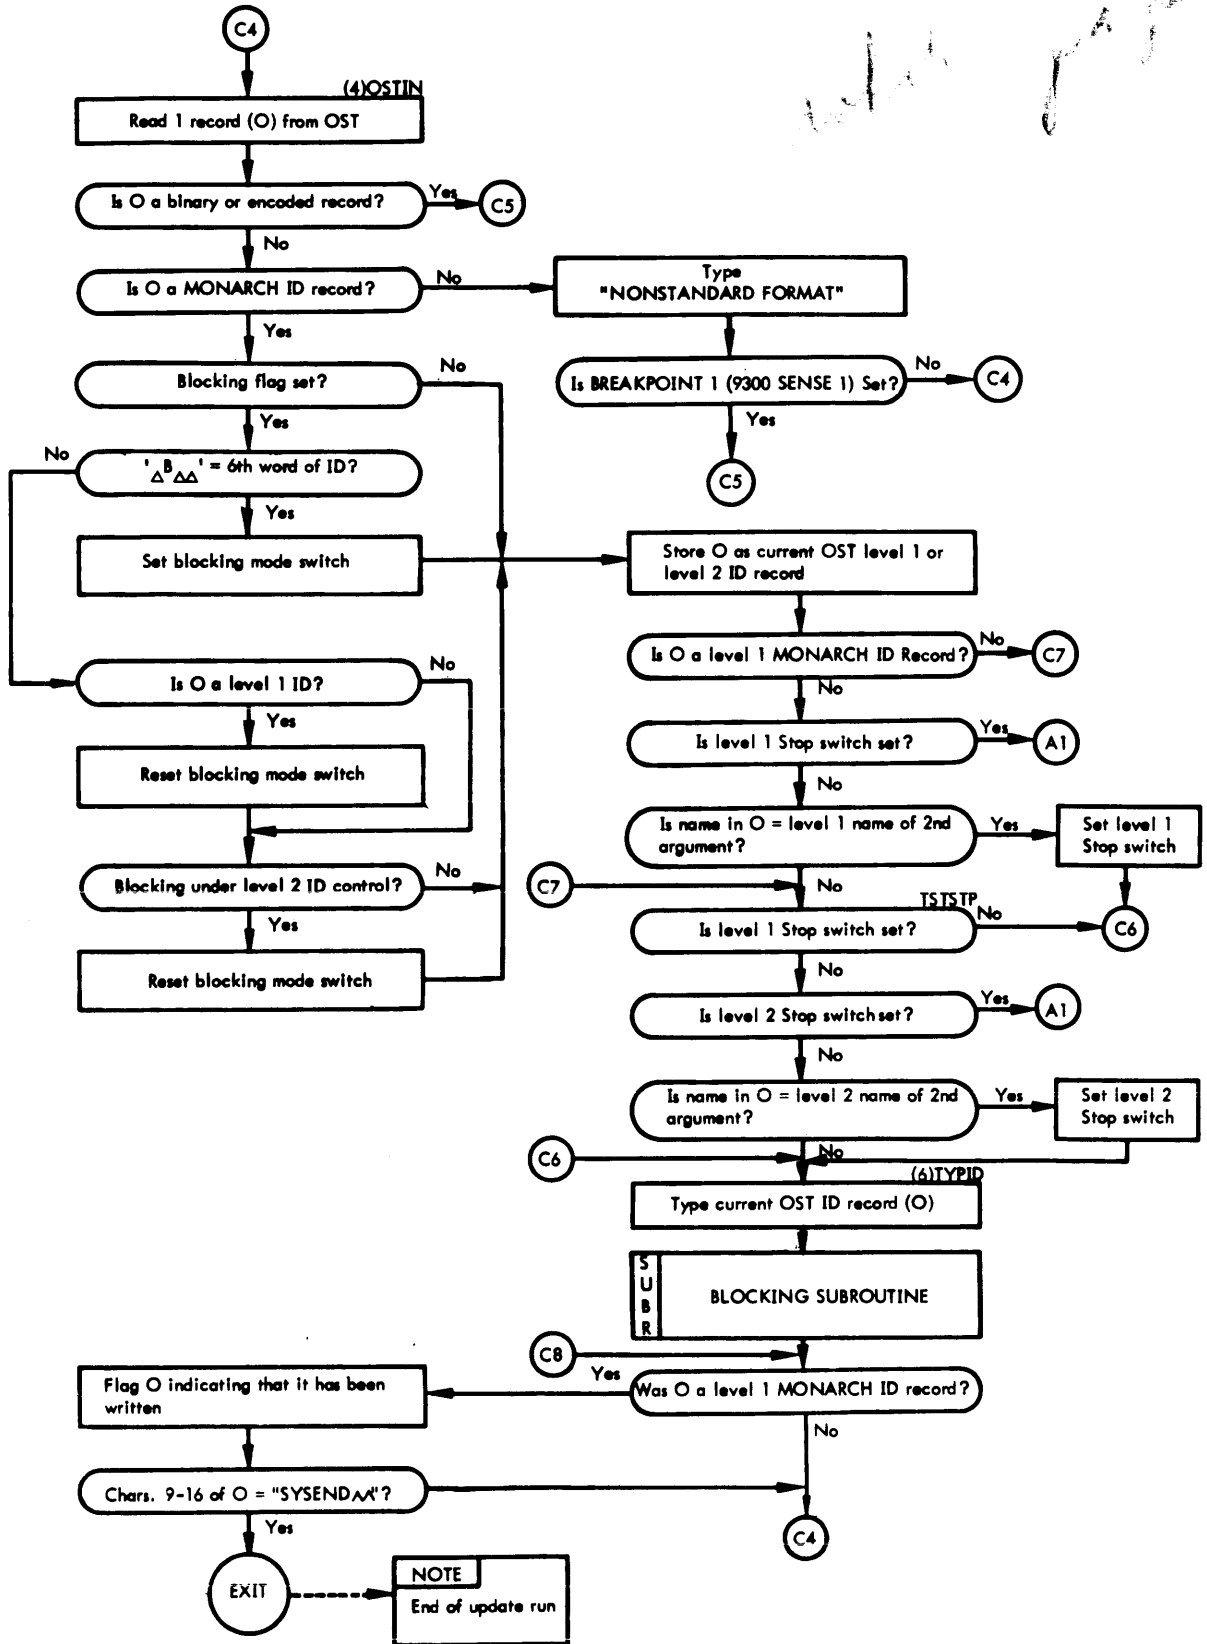 C4
(4)OSTIN
Read 1 record (O) from OST
Is O a binary or encoded record?
Yes
C5
No
Is O a MONARCH ID record?
No
Type
"NONSTANDARD FORMAT"
Yes
Is BREAKPOINT 1 (9300 SENSE 1) Set?
No
C4
Yes
C5
Blocking flag set?
No
Yes
No
'△B△△' = 6th word of ID?
Yes
Set blocking mode switch
Store O as current OST level 1 or
level 2 ID record
Is O a level 1 MONARCH ID Record?
No
C7
No
Is O a level 1 ID?
No
Yes
Is level 1 Stop switch set?
Yes
A1
No
Reset blocking mode switch
Is name in O = level 1 name of 2nd
argument?
Yes
Set level 1
Stop switch
C7
No
Blocking under level 2 ID control?
No
Yes
TSTSTP
Is level 1 Stop switch set?
No
C6
No
Reset blocking mode switch
Is level 2 Stop switch set?
Yes
A1
No
Is name in O = level 2 name of 2nd
argument?
Yes
Set level 2
Stop switch
C6
No
(6)TYPID
Type current OST ID record (O)
SUBR
BLOCKING SUBROUTINE
C8
Was O a level 1 MONARCH ID record?
Yes
No
Flag O indicating that it has been
written
Chars. 9-16 of O = "SYSEND△△"?
Yes
C4
EXIT
NOTE
End of update run